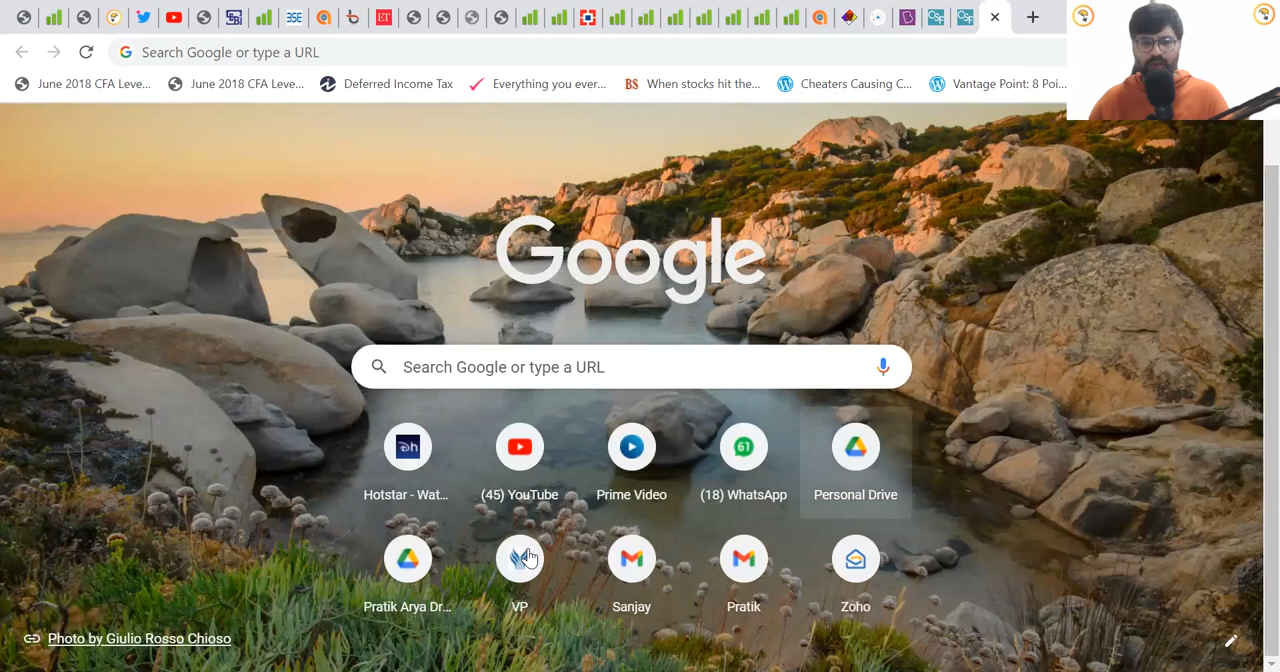 Search Google or type a URL
June 2018 CFA Leve...
June 2018 CFA Leve...
Deferred Income Tax
Everything you ever...
BS When stocks hit the...
Cheaters Causing C...
Vantage Point: 8 Poi...
Google
Search Google or type a URL
Hotstar - Wat...
(45) YouTube
Prime Video
61
(18) WhatsApp
Personal Drive
Pratik Arya Dr...
VP
Sanjay
Pratik
Zoho
Photo by Giulio Rosso Chioso